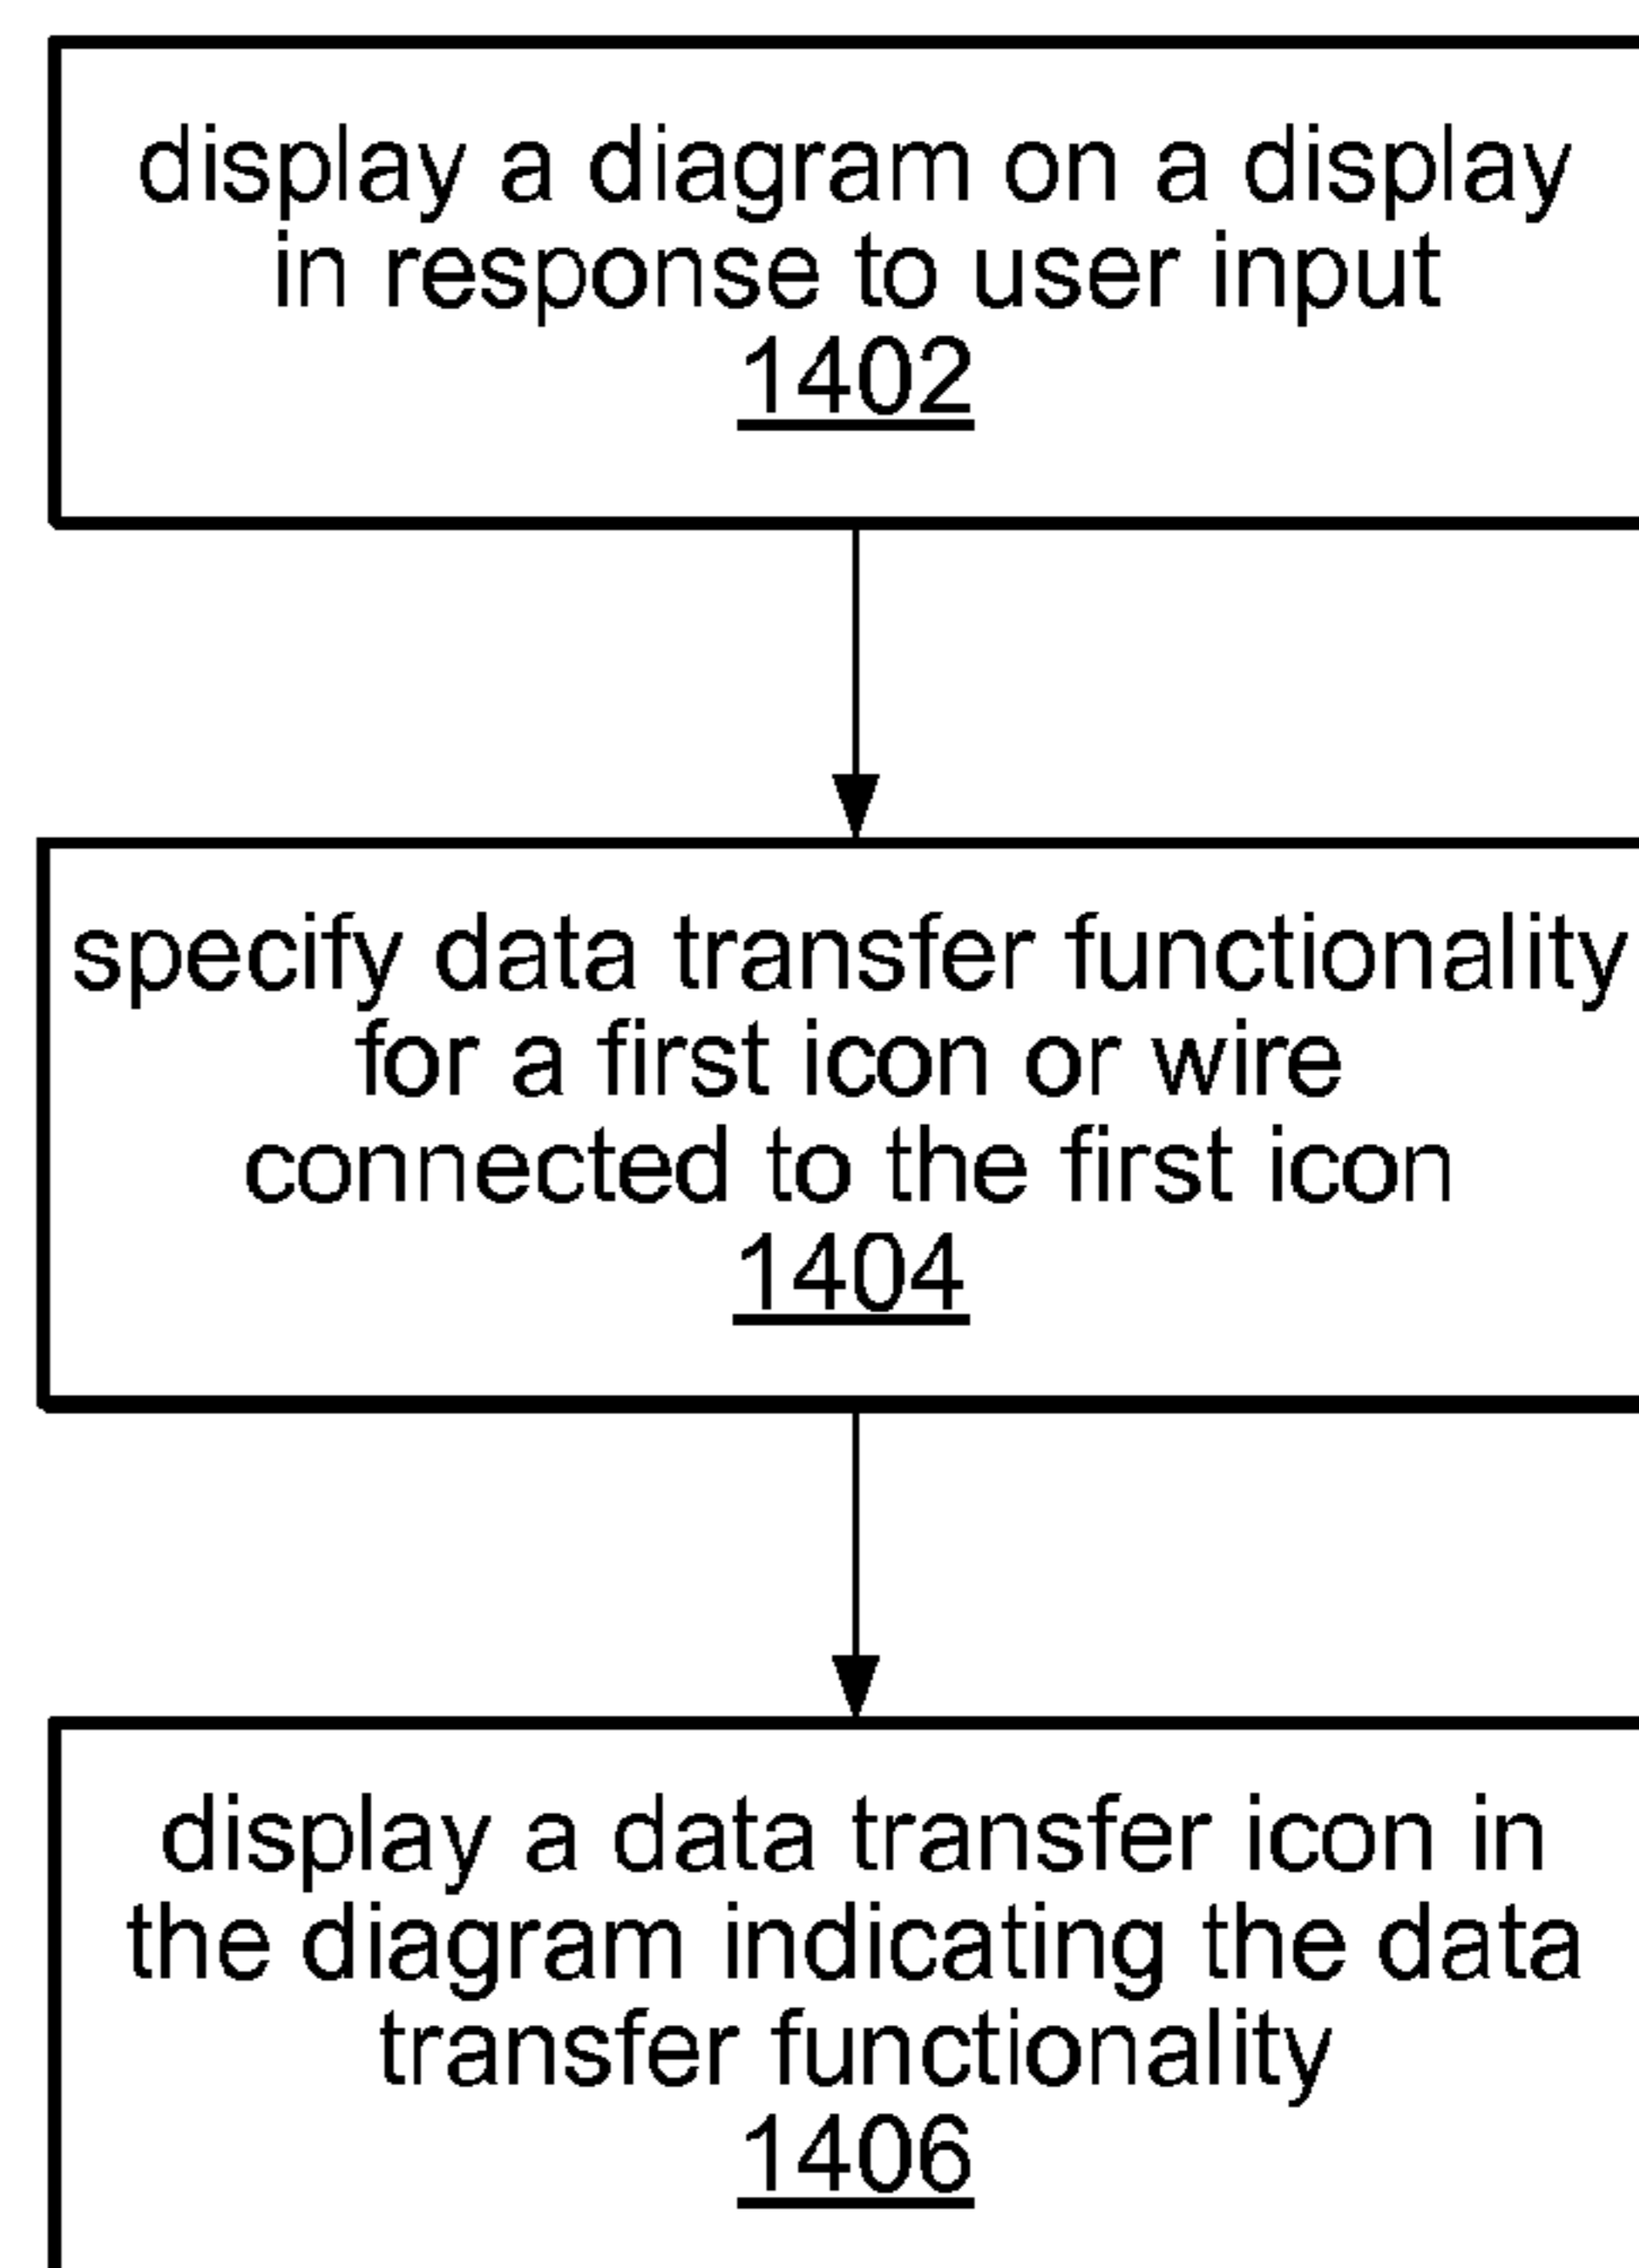 display a diagram on a display
in response to user input
1402
specify data transfer functionality
for a first icon or wire
connected to the first icon
1404
display a data transfer icon in
the diagram indicating the data
transfer functionality
1406